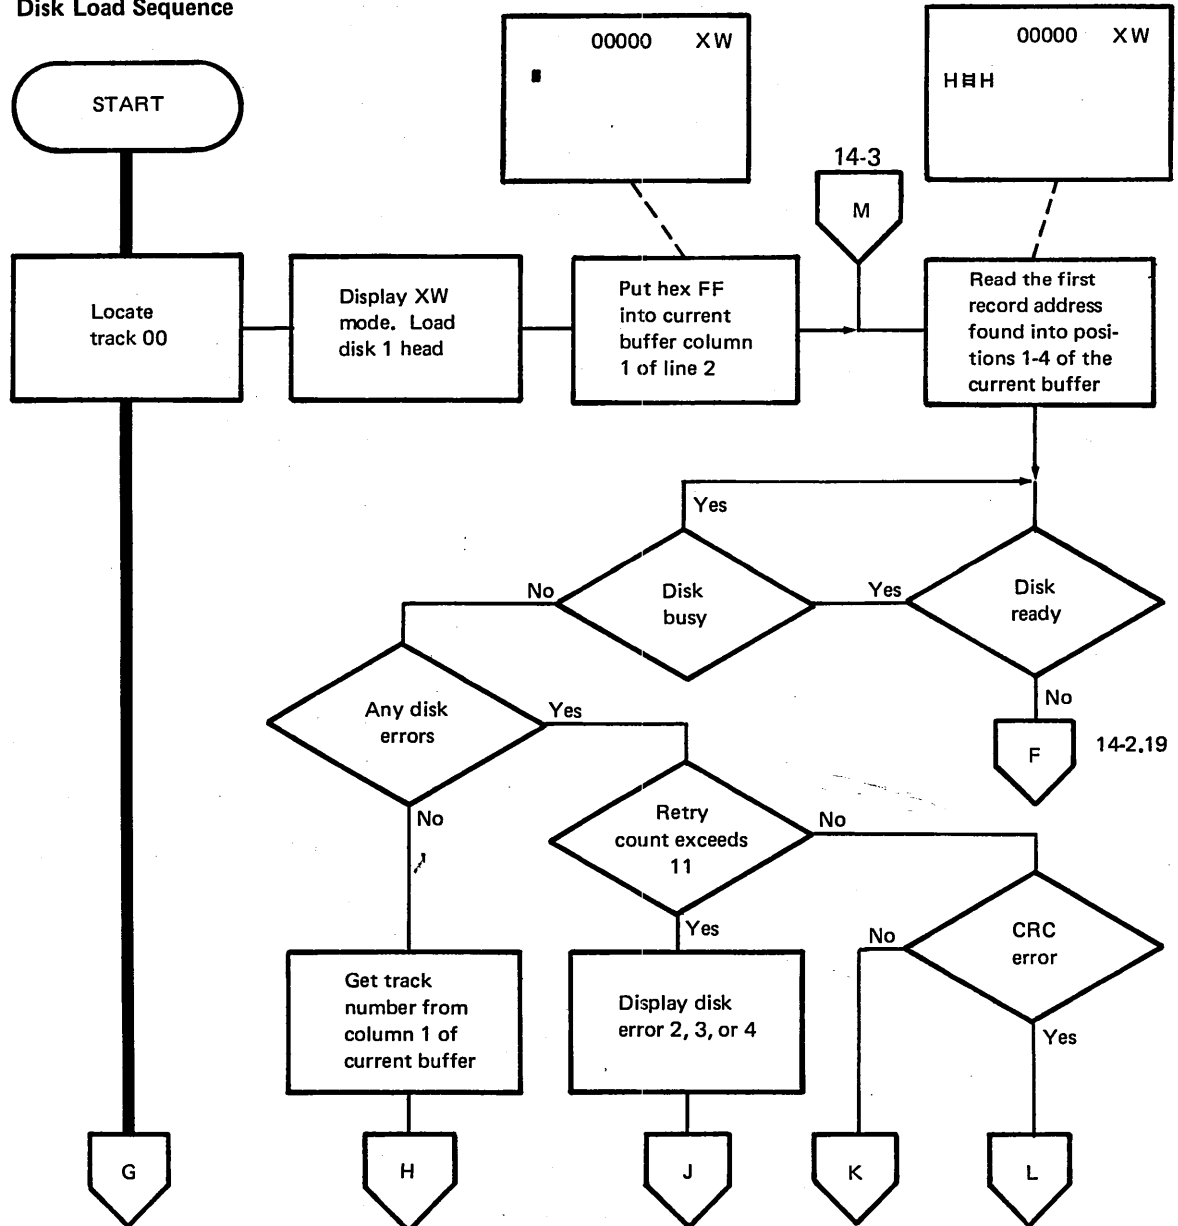 Disk Load Sequence
00000 XW
00000 XW
START
14-3
M
Locate
track 00
Display XW
mode. Load
disk 1 head
Put hex FF
into current
buffer column
1 of line 2
Read the first
record address
found into posi-
tions 1-4 of the
current buffer
Yes
Disk
busy
No
Yes
Disk
ready
No
F
14-2.19
Any disk
errors
Yes
No
Retry
count exceeds
11
No
Yes
CRC
error
No
Yes
Get track
number from
column 1 of
current buffer
Display disk
error 2, 3, or 4
G
H
J
K
L